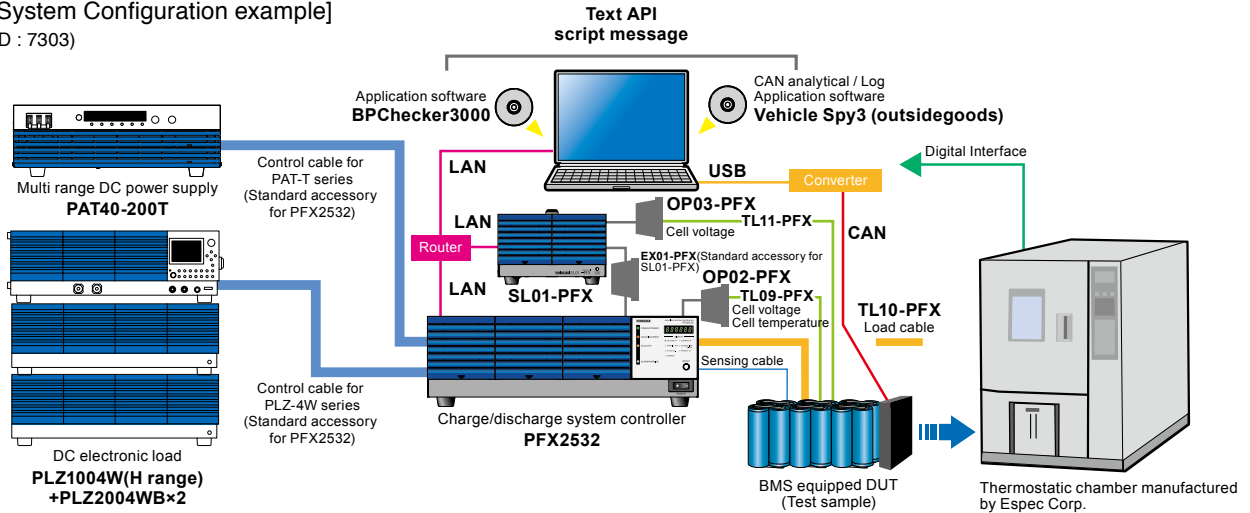 System Configuration example]
D : 7303)
Text API
script message
Application software
BPChecker3000
CAN analytical / Log
Application software
Vehicle Spy3 (outsidegoods)
Multi range DC power supply
PAT40-200T
Control cable for
PAT-T series
(Standard accessory
for PFX2532)
LAN
USB
Converter
Digital Interface
OP03-PFX
TL11-PFX
Cell voltage
LAN
Router
CAN
EX01-PFX(Standard accessory for
SL01-PFX)
SL01-PFX
LAN
OP02-PFX
TL09-PFX
Cell voltage
Cell temperature
TL10-PFX
Load cable
Sensing cable
Control cable for
PLZ-4W series
(Standard accessory
for PFX2532)
Charge/discharge system controller
PFX2532
DC electronic load
PLZ1004W(H range)
+PLZ2004WB×2
BMS equipped DUT
(Test sample)
Thermostatic chamber manufactured
by Espec Corp.